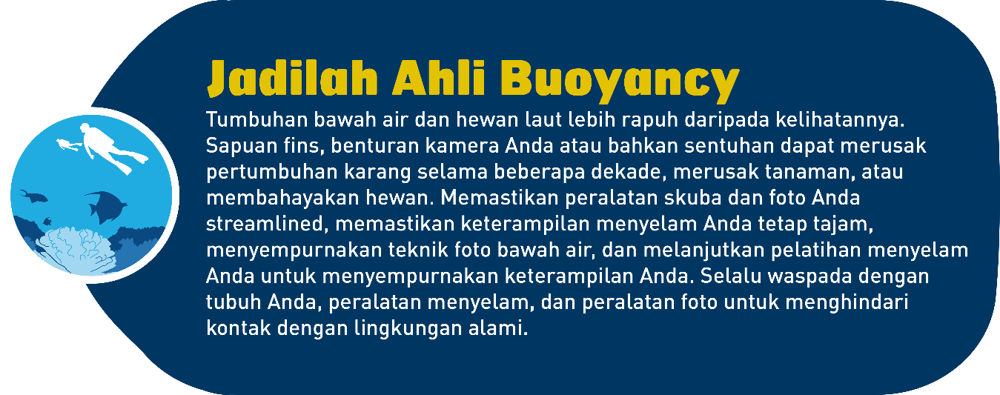 Jadilah Ahli Buoyancy
Tumbuhan bawah air dan hewan laut lebih rapuh daripada kelihatannya.
Sapuan fins, benturan kamera Anda atau bahkan sentuhan dapat merusak
pertumbuhan karang selama beberapa dekade, merusak tanaman, atau
membahayakan hewan. Memastikan peralatan skuba dan foto Anda
streamlined, memastikan keterampilan menyelam Anda tetap tajam,
menyempurnakan teknik foto bawah air, dan melanjutkan pelatihan menyelam
Anda untuk menyempurnakan keterampilan Anda. Selalu waspada dengan
tubuh Anda, peralatan menyelam, dan peralatan foto untuk menghindari
kontak dengan lingkungan alami.